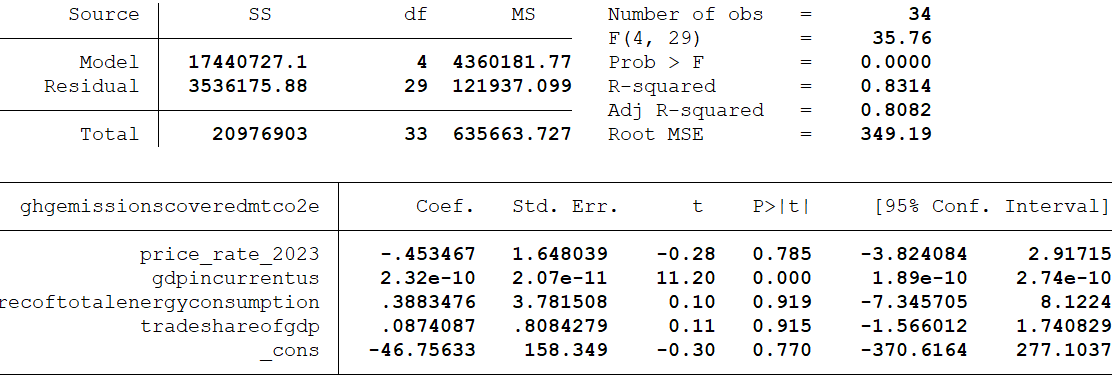 Source SS df MS Number of obs = 34
F(4, 29) = 35.76
Model 17440727.1 4 4360181.77 Prob > F = 0.0000
Residual 3536175.88 29 121937.099 R-squared = 0.8314
Adj R-squared = 0.8082
Total 20976903 33 635663.727 Root MSE = 349.19
ghgemissionscoveredmtco2e Coef. Std. Err. t P>|t| [95% Conf. Interval]
price_rate_2023 -.453467 1.648039 -0.28 0.785 -3.824084 2.91715
gdpincurrentus 2.32e-10 2.07e-11 11.20 0.000 1.89e-10 2.74e-10
recoftotalenergyconsumption .3883476 3.781508 0.10 0.919 -7.345705 8.1224
tradeshareofgdp .0874087 .8084279 0.11 0.915 -1.566012 1.740829
_cons -46.75633 158.349 -0.30 0.770 -370.6164 277.1037